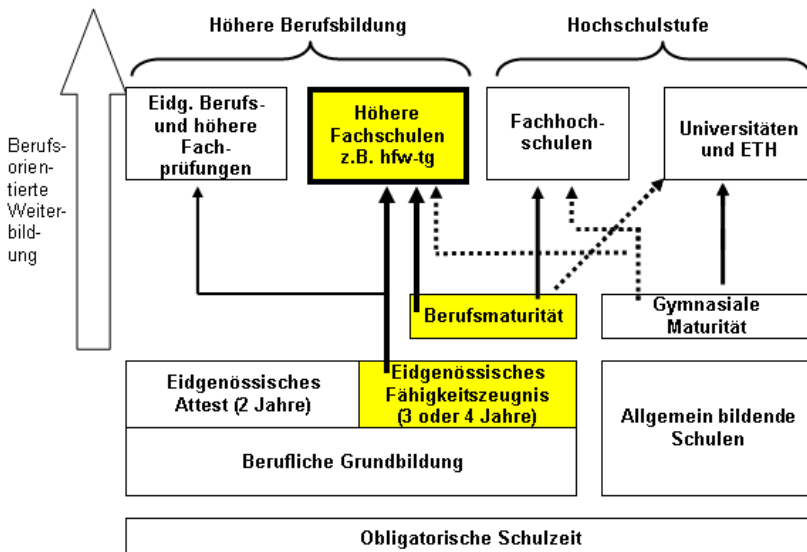 Höhere Berufsbildung
Hochschulstufe
Eidg. Berufs-
und höhere
Fach-
prüfungen
Höhere
Fachschulen
z.B. hfw-tg
Fachhoch-
schulen
Universitäten
und ETH
Berufs-
orien-
tierte
Weiter-
bild-
ung
Berufsmaturität
Gymnasiale
Maturität
Eidgenössisches
Attest (2 Jahre)
Eidgenössisches
Fähigkeitszeugnis
(3 oder 4 Jahre)
Allgemein bildende
Schulen
Berufliche Grundbildung
Obligatorische Schulzeit